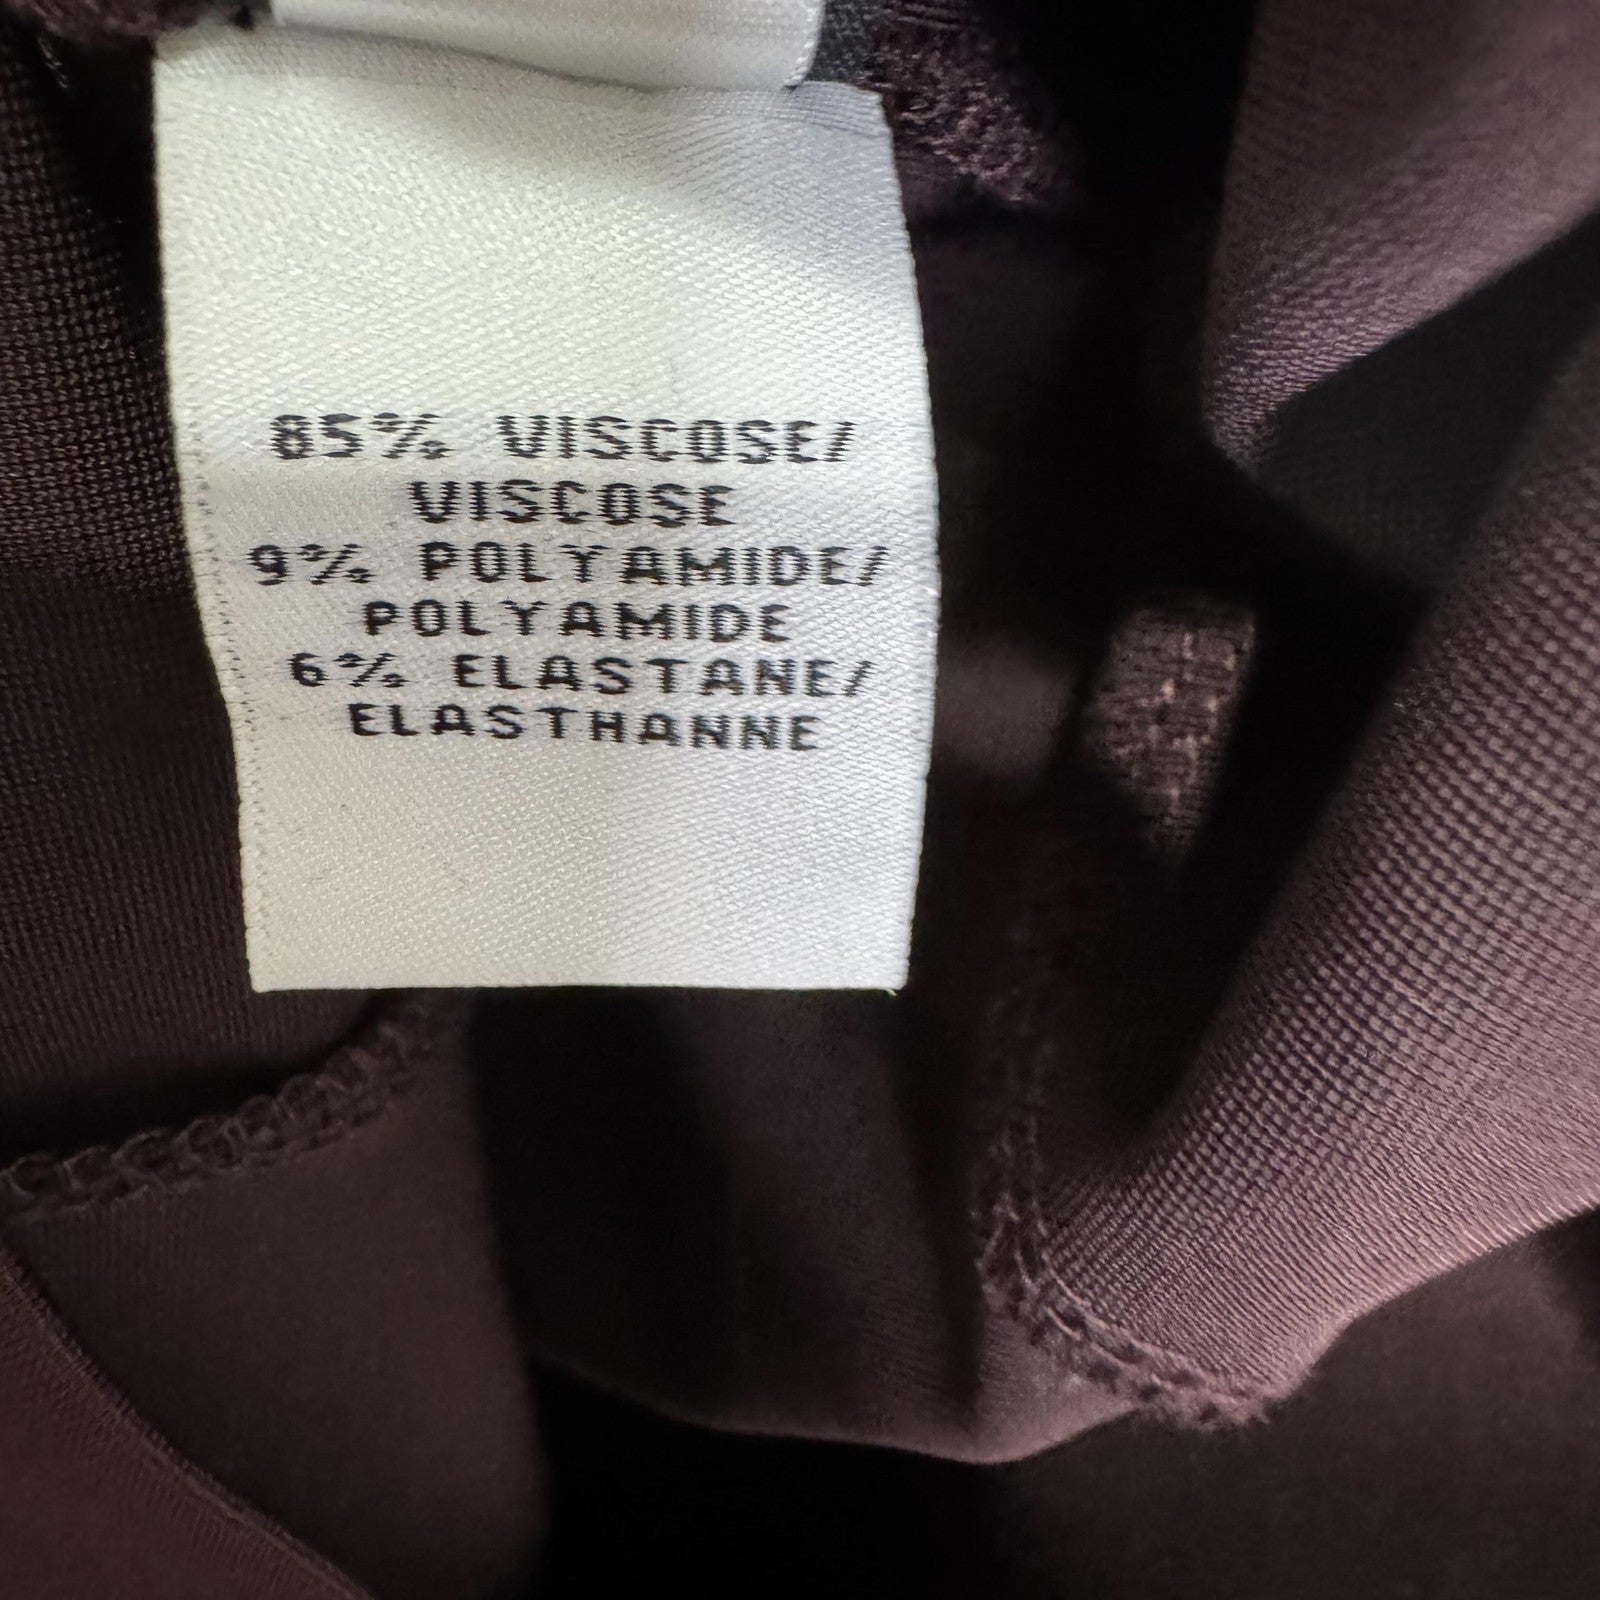 85% VISCOSE/
VISCOSE
9% POLYAMIDE/
POLYAMIDE
6% ELASTANE/
ELASTHANNE